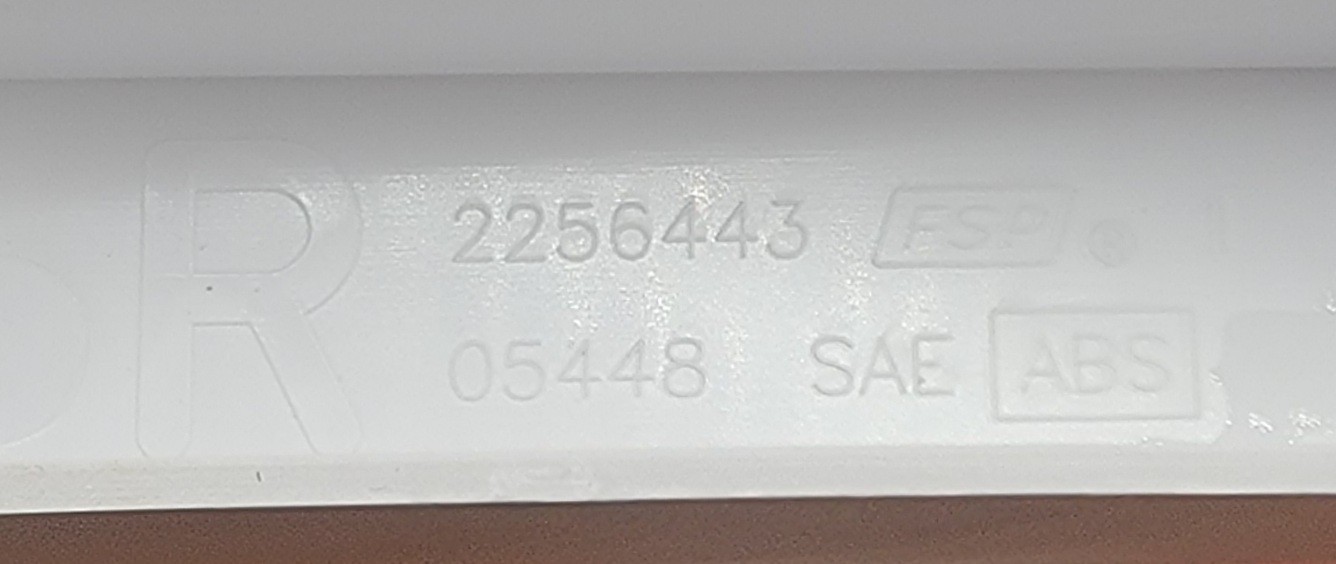 R
2256443 FSP ®
05448 SAE ABS